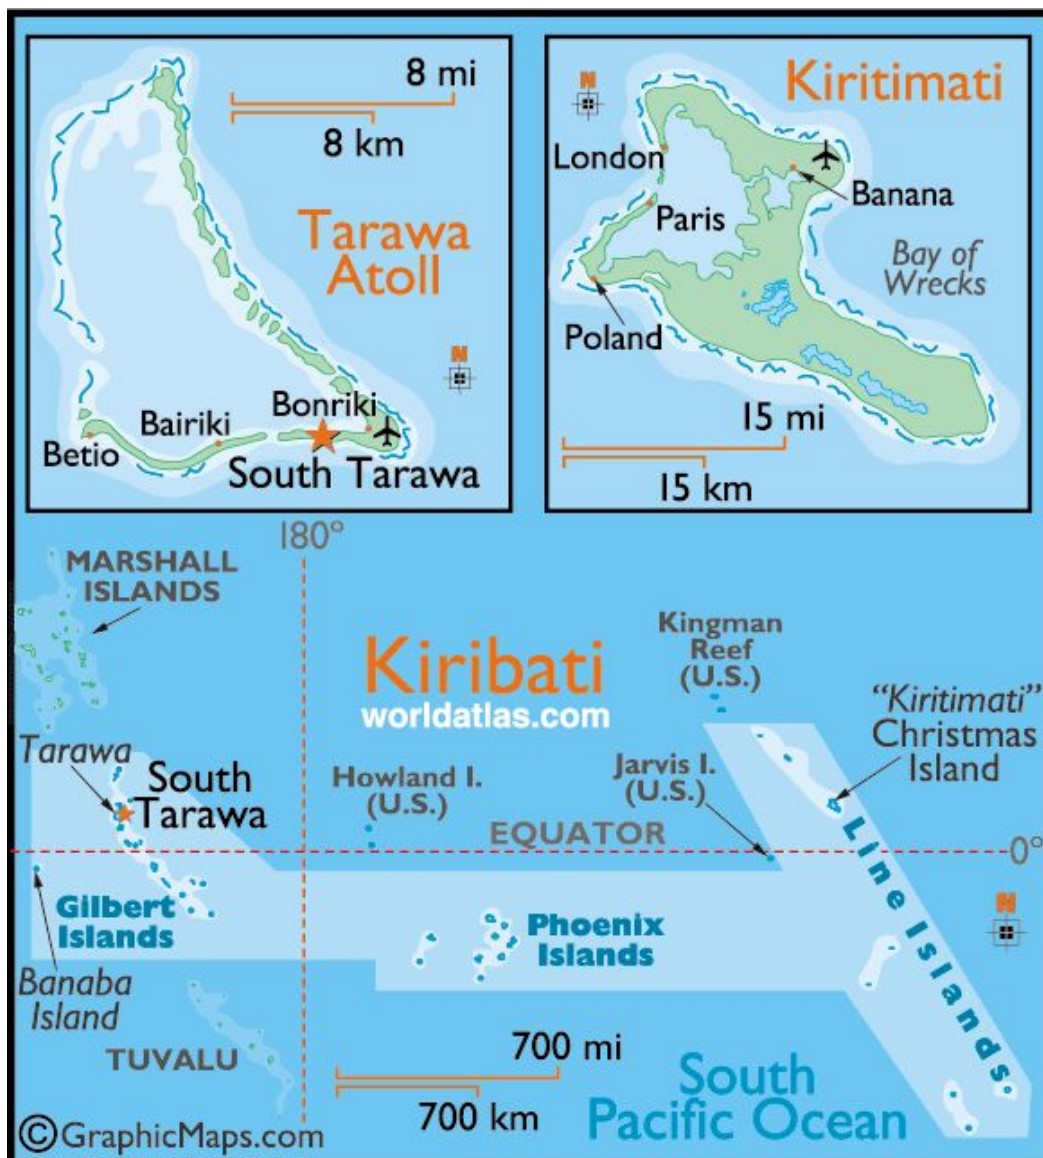 8 mi
8 km
Tarawa
Atoll
N
Bonriki
Bairiki
Betio
South Tarawa
N
Kiritimati
London
Banana
Paris
Bay of
Wrecks
Poland
15 mi
15 km
180°
MARSHALL
ISLANDS
Kingman
Reef
(U.S.)
Kiribati
worldatlas.com
"Kiritimati"
Christmas
Island
Tarawa
South
Tarawa
Howland I.
(U.S.)
Jarvis I.
(U.S.)
EQUATOR
0°
Line Islands
N
Gilbert
Islands
Phoenix
Islands
Banaba
Island
TUVALU
700 mi
700 km
South
Pacific Ocean
©GraphicMaps.com